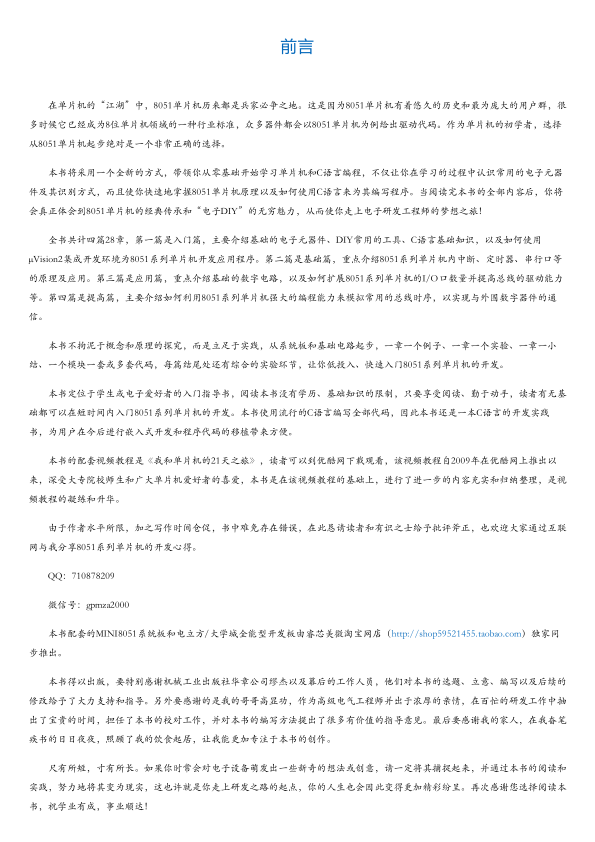 前言
在单片机的“江湖”中，8051单片机历来都是兵家必争之地。这是因为8051单片机有着悠久的历史和最为庞大的用户群，很
多时候它已经成为8位单片机领域的一种行业标准，众多器件都会以8051单片机为例给出驱动代码。作为单片机的初学者，选择
从8051单片机起步绝对是一个非常正确的选择。
本书将采用一个全新的方式，带领你从零基础开始学习单片机和C语言编程，不仅让你在学习的过程中认识常用的电子元器
件及其识别方式，而且使你快速地掌握8051单片机原理以及如何使用C语言来为其编写程序。当阅读完本书的全部内容后，你将
会真正体会到8051单片机的经典传承和“电子DIY”的无穷魅力，从而使你走上电子研发工程师的梦想之旅！
全书共计四篇28章，第一篇是入门篇，主要介绍基础的电子元器件、DIY常用的工具、C语言基础知识，以及如何使用
μVision2集成开发环境为8051系列单片机开发应用程序。第二篇是基础篇，重点介绍8051系列单片机内中断、定时器、串行口等
的原理及应用。第三篇是应用篇，重点介绍基础的数字电路，以及如何扩展8051系列单片机的I/O口数量并提高总线的驱动能力
等。第四篇是提高篇，主要介绍如何利用8051系列单片机强大的编程能力来模拟常用的总线时序，以实现与外围数字器件的通
信。
本书不拘泥于概念和原理的探究，而是立足于实践，从系统板和基础电路起步，一章一个例子、一章一个实验、一章一小
结、一个模块一套或多套代码，每篇结尾处还有综合的实验环节，让你低投入、快速入门8051系列单片机的开发。
本书定位于学生或电子爱好者的入门指导书，阅读本书没有学历、基础知识的限制，只要享受阅读、勤于动手，读者有无基
础都可以在短时间内入门8051系列单片机的开发。本书使用流行的C语言编写全部代码，因此本书还是一本C语言的开发实践
书，为用户在今后进行嵌入式开发和程序代码的移植带来方便。
本书的配套视频教程是《我和单片机的21天之旅》，读者可以到优酷网下载观看，该视频教程自2009年在优酷网上推出以
来，深受大专院校师生和广大单片机爱好者的喜爱，本书是在该视频教程的基础上，进行了进一步的内容充实和归纳整理，是视
频教程的凝练和升华。
由于作者水平所限，加之写作时间仓促，书中难免存在错误，在此恳请读者和有识之士给予批评斧正，也欢迎大家通过互联
网与我分享8051系列单片机的开发心得。
QQ：710878209
微信号：gpmza2000
本书配套的MINI8051系统板和电立方/大学城全能型开发板由睿芯美微淘宝网店（http://shop59521455.taobao.com）独家同
步推出。
本书得以出版，要特别感谢机械工业出版社华章公司缪杰以及幕后的工作人员，他们对本书的选题、立意、编写以及后续的
修改给予了大力支持和指导。另外要感谢的是我的哥哥高显功，作为高级电气工程师并出于浓厚的亲情，在百忙的研发工作中抽
出了宝贵的时间，担任了本书的校对工作，并对本书的编写方法提出了很多有价值的指导意见。最后要感谢我的家人，在我奋笔
疾书的日日夜夜，照顾了我的饮食起居，让我能更加专注于本书的创作。
尺有所短，寸有所长。如果你时常会对电子设备萌发出一些新奇的想法或创意，请一定将其捕捉起来，并通过本书的阅读和
实践，努力地将其变为现实，这也许就是你走上研发之路的起点，你的人生也会因此变得更加精彩纷呈。再次感谢您选择阅读本
书，祝学业有成，事业顺达！